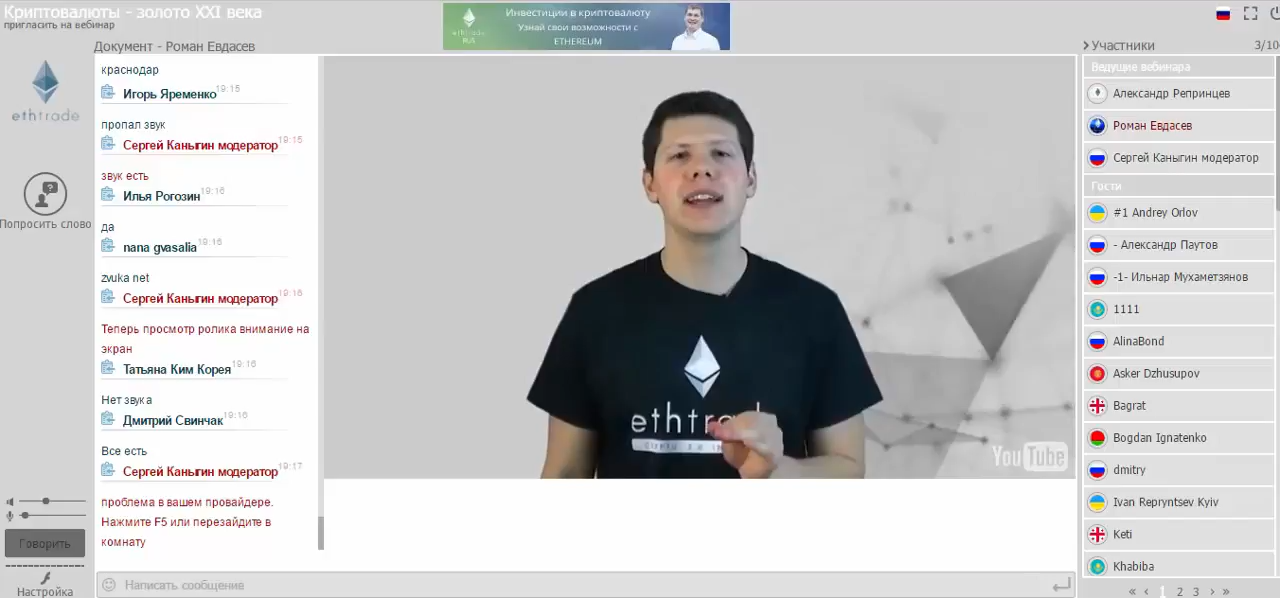 Криптовалюты - золото XXI века
пригласить на вебинар
Инвестиции в криптовалюту
Узнай свои возможности с
ETHEREUM
Документ - Роман Евдасев
Участники
ethtrade
Попросить слово
Говорить
Настройка
краснодар
Игорь Яременко 19:15
пропал звук
Сергей Каныгин модератор 19:15
звук есть
Илья Рогозин 19:16
да
nana gvasalia 19:16
zvuka net
Сергей Каныгин модератор 19:16
Теперь просмотр ролика внимание на
экран
Татьяна Ким Корея 19:16
Нет звука
Дмитрий Свинчак 19:16
Все есть
Сергей Каныгин модератор 19:17
проблема в вашем провайдере.
Нажмите F5 или перезайдите в
комнату
Написать сообщение
YouTube
Ведущие вебинара
Александр Репринцев
Роман Евдасев
Сергей Каныгин модератор
Гости
#1 Andrey Orlov
- Александр Паутов
-1- Ильнар Мухаметзянов
1111
AlinaBond
Asker Dzhusupov
Bagrat
Bogdan Ignatenko
dmitry
Ivan Repryntsev Kyiv
Keti
Khabiba
« ‹ 1 2 3 › »